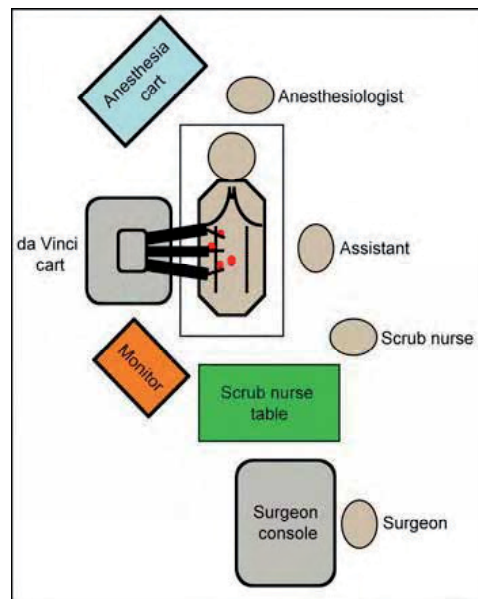 Anesthesia
cart
Anesthesiologist
da Vinci
cart
Assistant
Scrub nurse
Monitor
Scrub nurse
table
Surgeon
console
Surgeon